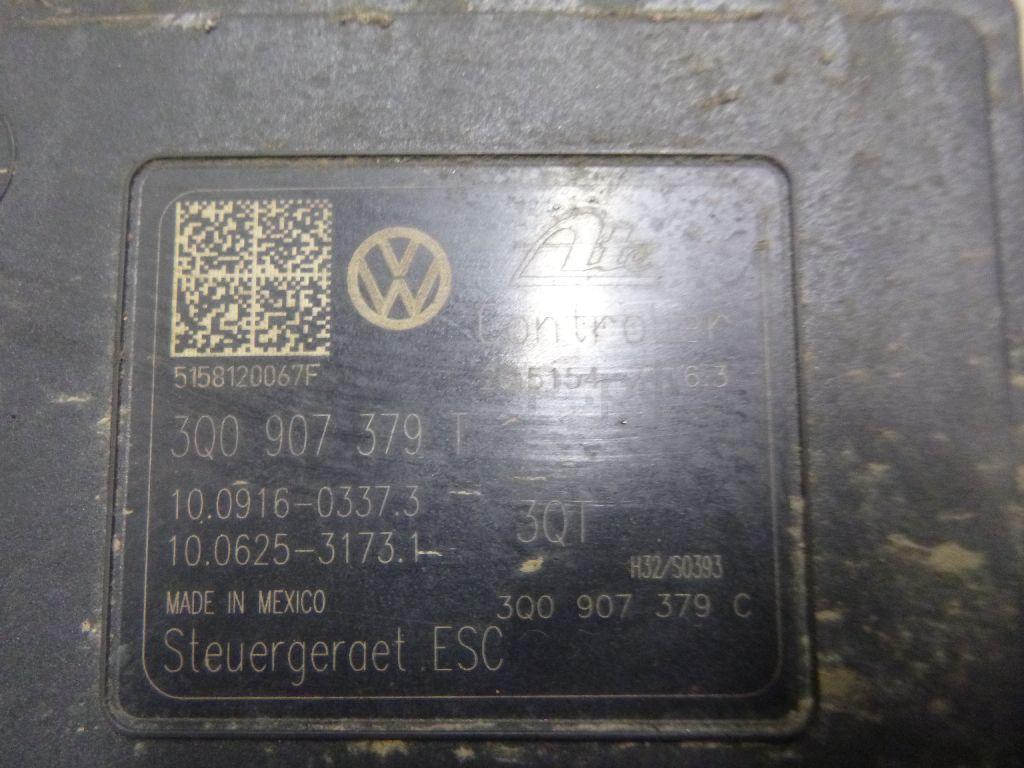 Ate
Controller
5158120067F
3Q0 907 379 T
10.0916-0337.3
3QT
10.0625-3173.1
H32/S0393
MADE IN MEXICO
3Q0 907 379 C
Steuergeraet ESC